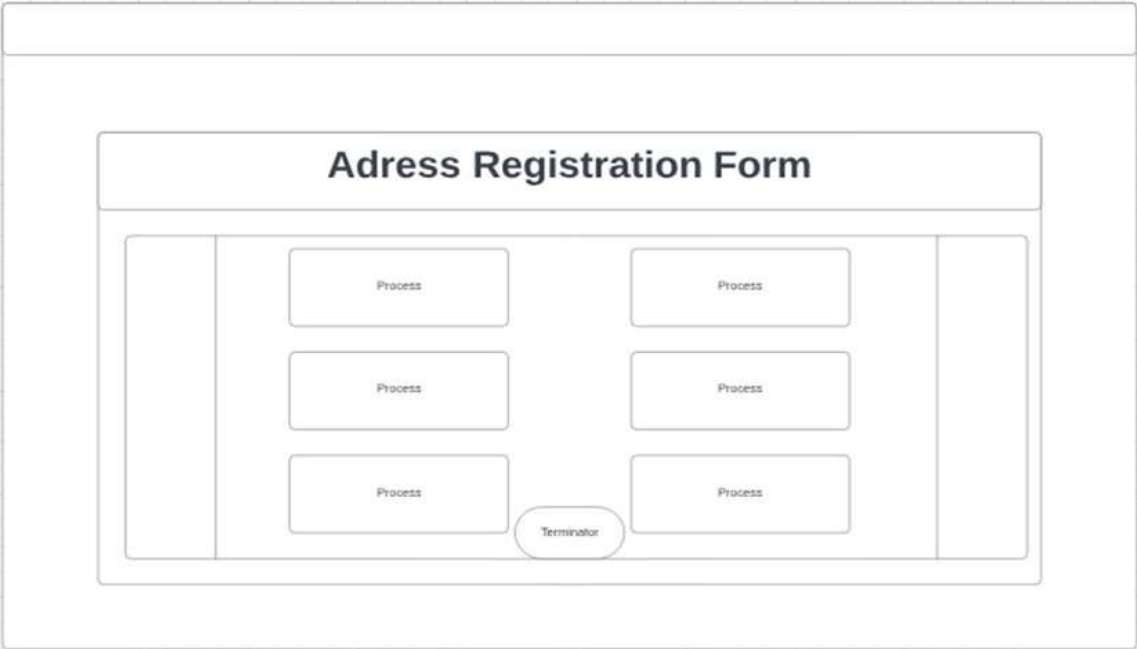 Adress Registration Form
Process
Process
Process
Process
Process
Process
Terminator